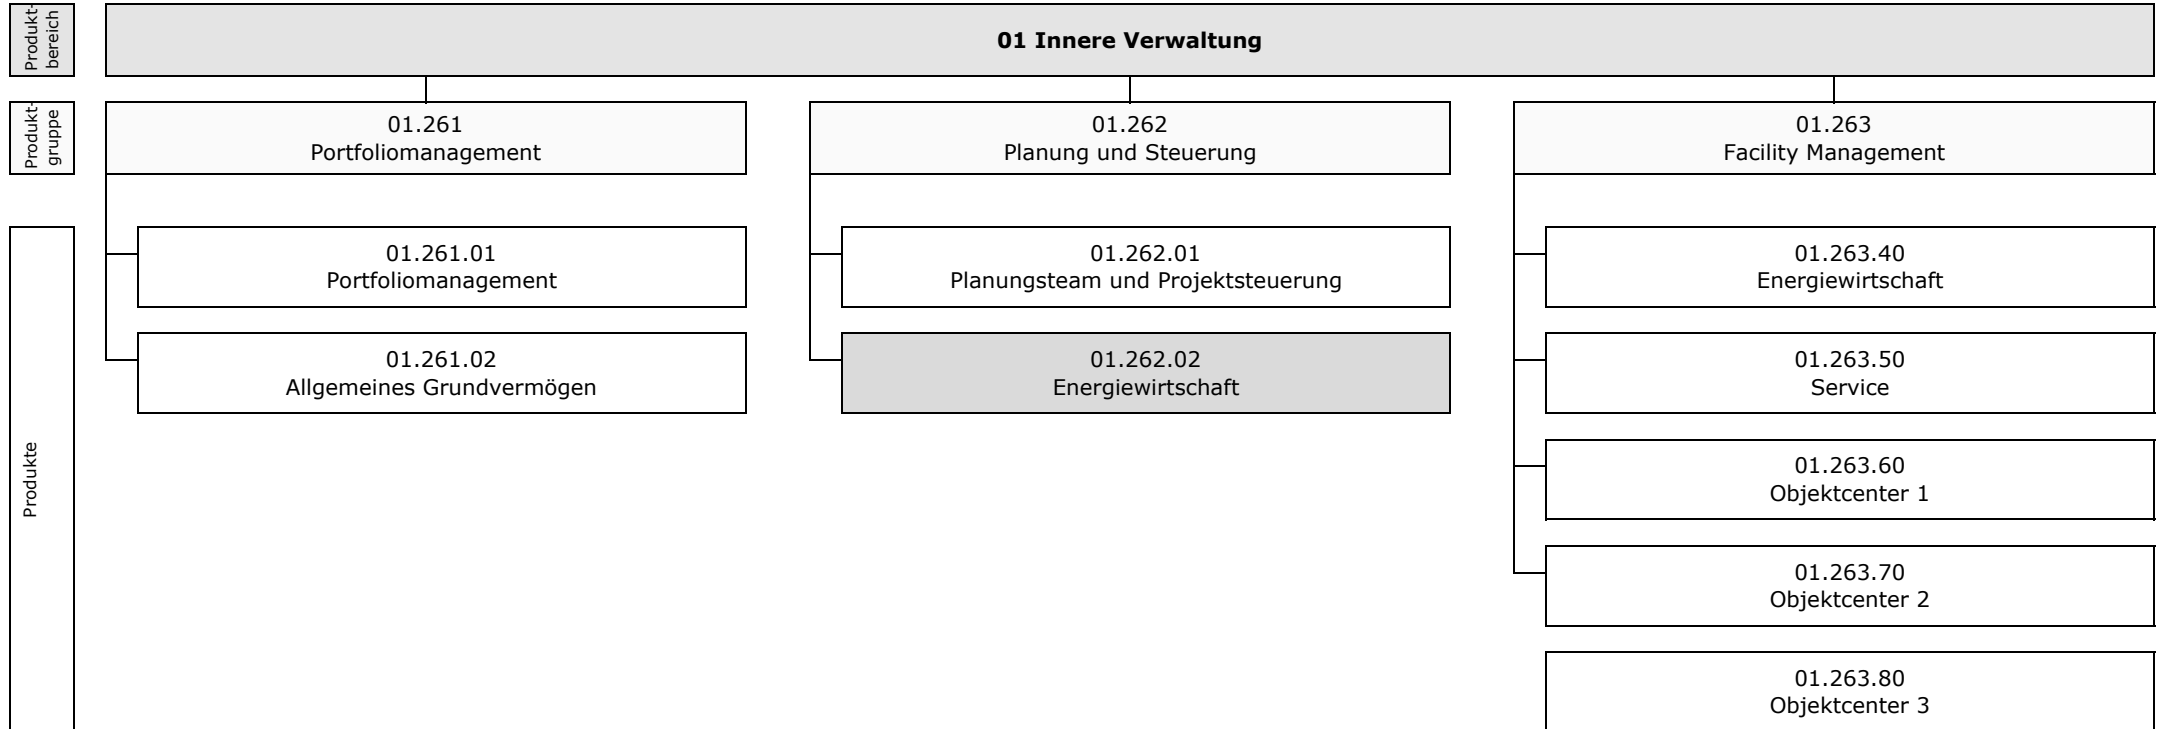 Produkt-
bereich
01 Innere Verwaltung
Produkt-
gruppe
01.261
Portfoliomanagement
01.262
Planung und Steuerung
01.263
Facility Management
Produkte
01.261.01
Portfoliomanagement
01.262.01
Planungsteam und Projektsteuerung
01.263.40
Energiewirtschaft
01.261.02
Allgemeines Grundvermögen
01.262.02
Energiewirtschaft
01.263.50
Service
01.263.60
Objektcenter 1
01.263.70
Objektcenter 2
01.263.80
Objektcenter 3